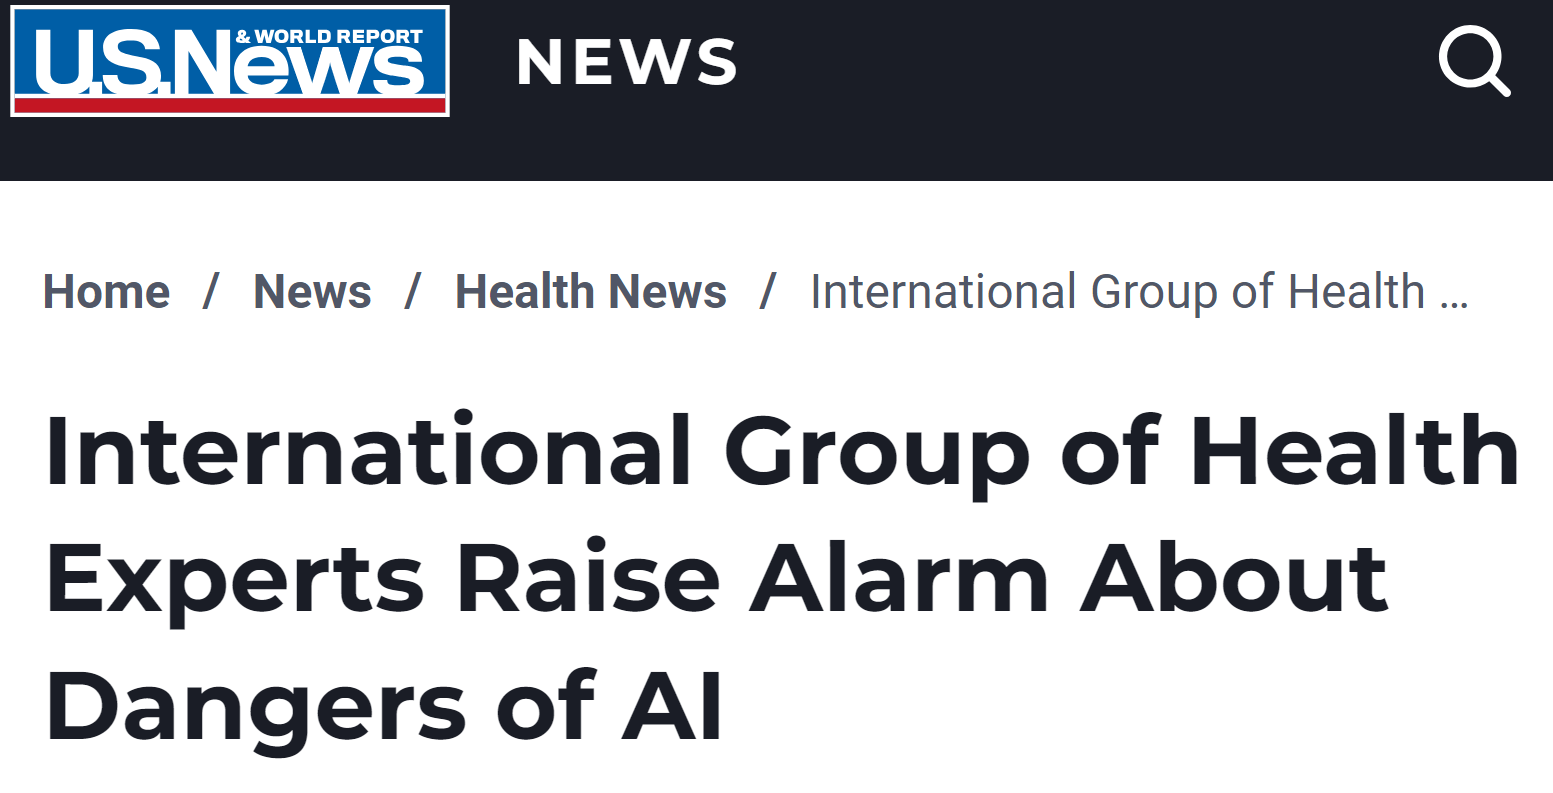 U.S. News & WORLD REPORT
NEWS
Home / News / Health News / International Group of Health ...
International Group of Health
Experts Raise Alarm About
Dangers of AI